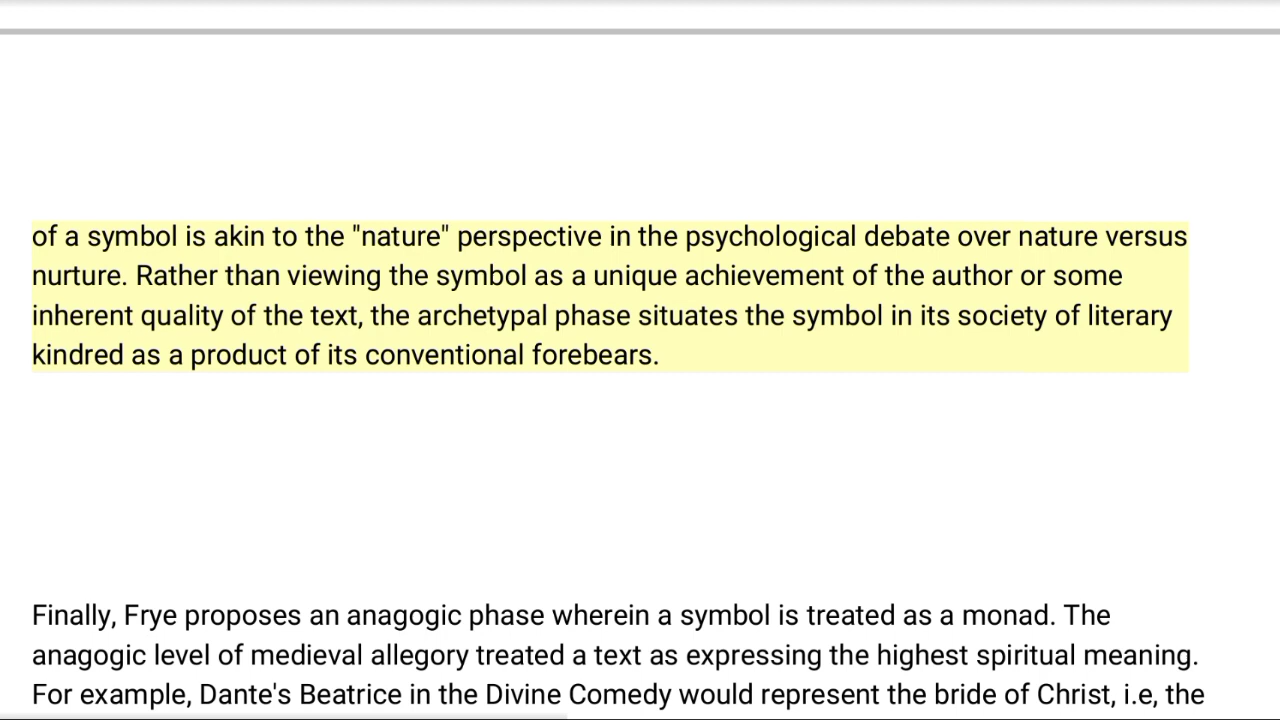 of a symbol is akin to the "nature" perspective in the psychological debate over nature versus
nurture. Rather than viewing the symbol as a unique achievement of the author or some
inherent quality of the text, the archetypal phase situates the symbol in its society of literary
kindred as a product of its conventional forebears.
Finally, Frye proposes an anagogic phase wherein a symbol is treated as a monad. The
anagogic level of medieval allegory treated a text as expressing the highest spiritual meaning.
For example, Dante's Beatrice in the Divine Comedy would represent the bride of Christ, i.e, the